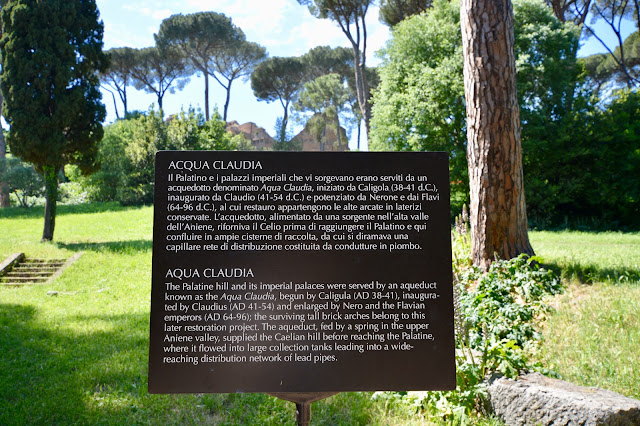 ACQUA CLAUDIA
Il Palatino e i palazzi imperiali che vi sorgevano erano serviti da un
acquedotto denominato Aqua Claudia, iniziato da Caligola (38-41 d.C.),
inaugurato da Claudio (41-54 d.C.) e potenziato da Nerone e dai Flavi
(64-96 d.C.), al cui restauro appartengono le alte arcate in laterizi
conservate. L'acquedotto, alimentato da una sorgente nell'alta valle
dell'Aniene, riforniva il Celio prima di raggiungere il Palatino e qui
confluire in ampie cisterne di raccolta, da cui si diramava una
capillare rete di distribuzione costituita da condutture in piombo.
AQUA CLAUDIA
The Palatine hill and its imperial palaces were served by an aqueduct
known as the Aqua Claudia, begun by Caligula (AD 38-41), inaugura-
ted by Claudius (AD 41-54) and enlarged by Nero and the Flavian
emperors (AD 64-96); the surviving tall brick arches belong to this
later restoration project. The aqueduct, fed by a spring in the upper
Aniene valley, supplied the Caelian hill before reaching the Palatine,
where it flowed into large collection tanks leading into a wide-
reaching distribution network of lead pipes.